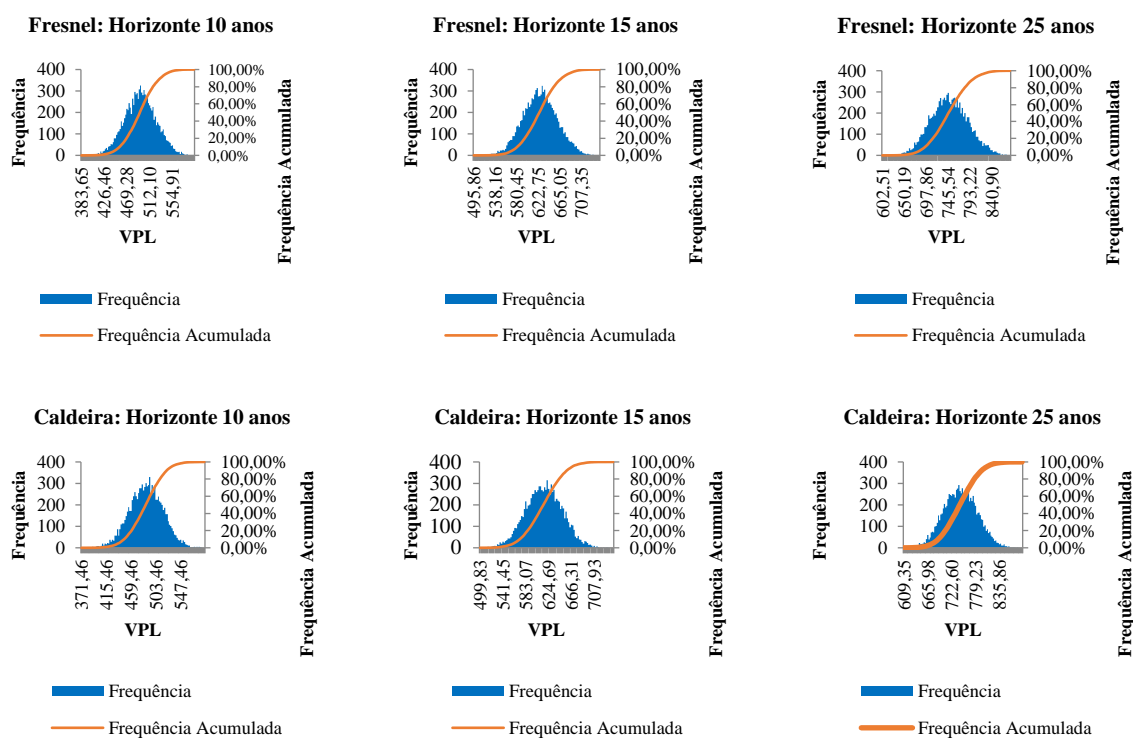 Fresnel: Horizonte 10 anos
Frequência
400
300
200
100
0
100,00%
80,00%
60,00%
40,00%
20,00%
0,00%
Frequência Acumulada
383,65
426,46
469,28
512,10
554,91
VPL
Frequência
Frequência Acumulada
Fresnel: Horizonte 15 anos
Frequência
400
300
200
100
0
100,00%
80,00%
60,00%
40,00%
20,00%
0,00%
Frequência Acumulada
495,86
538,16
580,45
622,75
665,05
707,35
VPL
Frequência
Frequência Acumulada
Fresnel: Horizonte 25 anos
Frequência
400
300
200
100
0
100,00%
80,00%
60,00%
40,00%
20,00%
0,00%
Frequência Acumulada
602,51
650,19
697,86
745,54
793,22
840,90
VPL
Frequência
Frequência Acumulada
Caldeira: Horizonte 10 anos
Frequência
400
300
200
100
0
100,00%
80,00%
60,00%
40,00%
20,00%
0,00%
Frequência Acumulada
371,46
415,46
459,46
503,46
547,46
VPL
Frequência
Frequência Acumulada
Caldeira: Horizonte 15 anos
Frequência
400
300
200
100
0
100,00%
80,00%
60,00%
40,00%
20,00%
0,00%
Frequência Acumulada
499,83
541,45
583,07
624,69
666,31
707,93
VPL
Frequência
Frequência Acumulada
Caldeira: Horizonte 25 anos
Frequência
400
300
200
100
0
100,00%
80,00%
60,00%
40,00%
20,00%
0,00%
Frequência Acumulada
609,35
665,98
722,60
779,23
835,86
VPL
Frequência
Frequência Acumulada